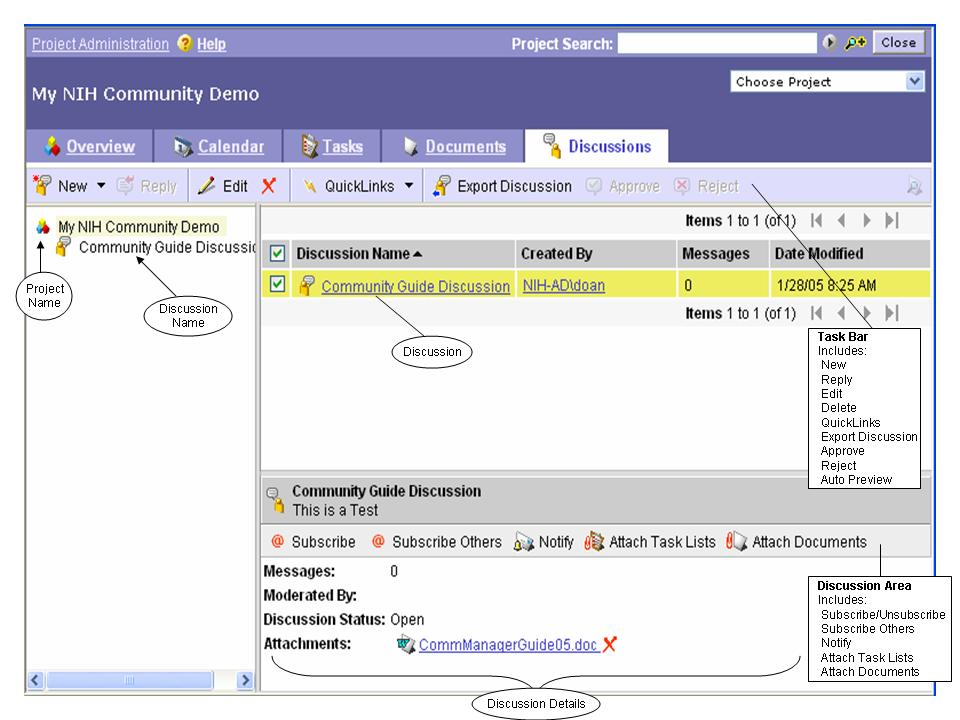 Project Administration Help Project Search: Close
My NIH Community Demo Choose Project
Overview Calendar Tasks Documents Discussions
New Reply Edit QuickLinks Export Discussion Approve Reject
My NIH Community Demo
Community Guide Discussic
Project
Name
Discussion
Name
Items 1 to 1 (of 1)
Discussion Name Created By Messages Date Modified
Community Guide Discussion NIH-AD\doan 0 1/28/05 8:25 AM
Items 1 to 1 (of 1)
Discussion
Task Bar
Includes:
New
Reply
Edit
Delete
QuickLinks
Export Discussion
Approve
Reject
Auto Preview
Community Guide Discussion
This is a Test
@ Subscribe @ Subscribe Others Notify Attach Task Lists Attach Documents
Messages: 0
Moderated By:
Discussion Status: Open
Attachments: CommManagerGuide05.doc
Discussion Area
Includes:
Subscribe/Unsubscribe
Subscribe Others
Notify
Attach Task Lists
Attach Documents
Discussion Details